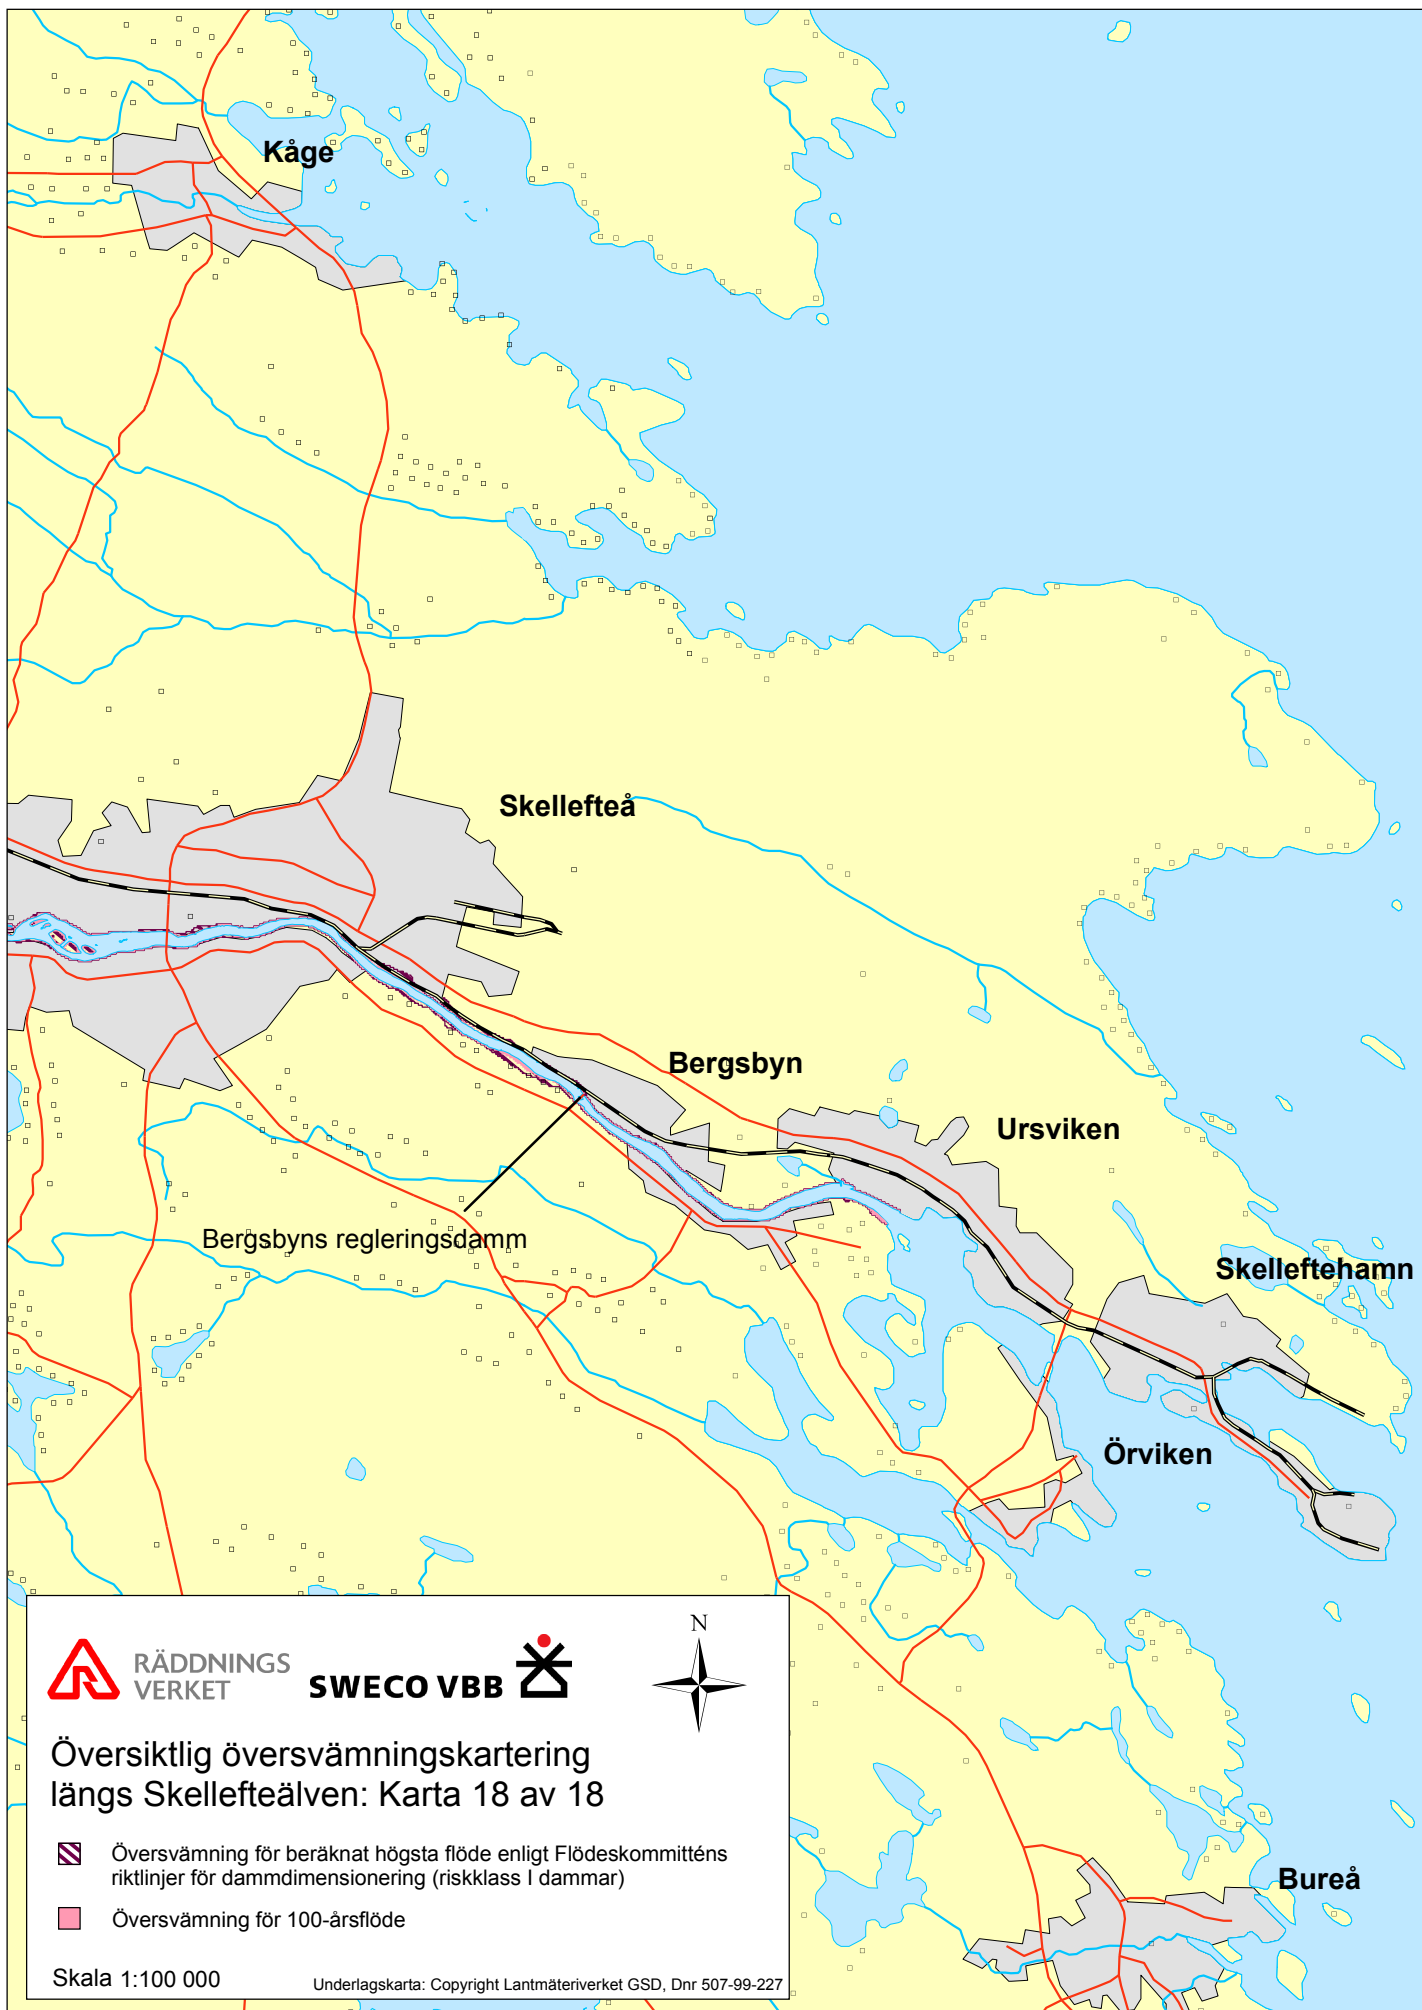 Kåge
Skellefteå
Bergsbyn
Ursviken
Bergsbyns regleringsdamm
Skelleftehamn
Örviken
Bureå
RÄDDNINGS
VERKET
SWECO VBB
N
Översiktlig översvämningskartering
längs Skellefteälven: Karta 18 av 18
Översvämning för beräknat högsta flöde enligt Flödeskommitténs
riktlinjer för dammdimensionering (riskklass I dammar)
Översvämning för 100-årsflöde
Skala 1:100 000
Underlagskarta: Copyright Lantmäteriverket GSD, Dnr 507-99-227